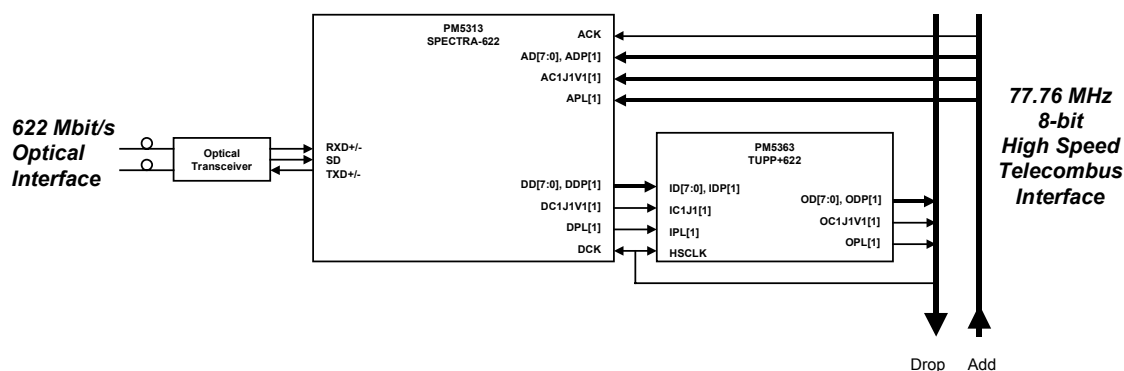 PM5313
SPECTRA-622
ACK
AD[7:0], ADP[1]
AC1J1V1[1]
APL[1]
622 Mbit/s
Optical
Interface
Optical
Transceiver
RXD+/-
SD
TXD+/-
DD[7:0], DDP[1]
DC1J1V1[1]
DPL[1]
DCK
PM5363
TUPP+622
ID[7:0], IDP[1]
IC1J1[1]
IPL[1]
HSCLK
OD[7:0], ODP[1]
OC1J1V1[1]
OPL[1]
77.76 MHz
8-bit
High Speed
Telecombus
Interface
Drop Add